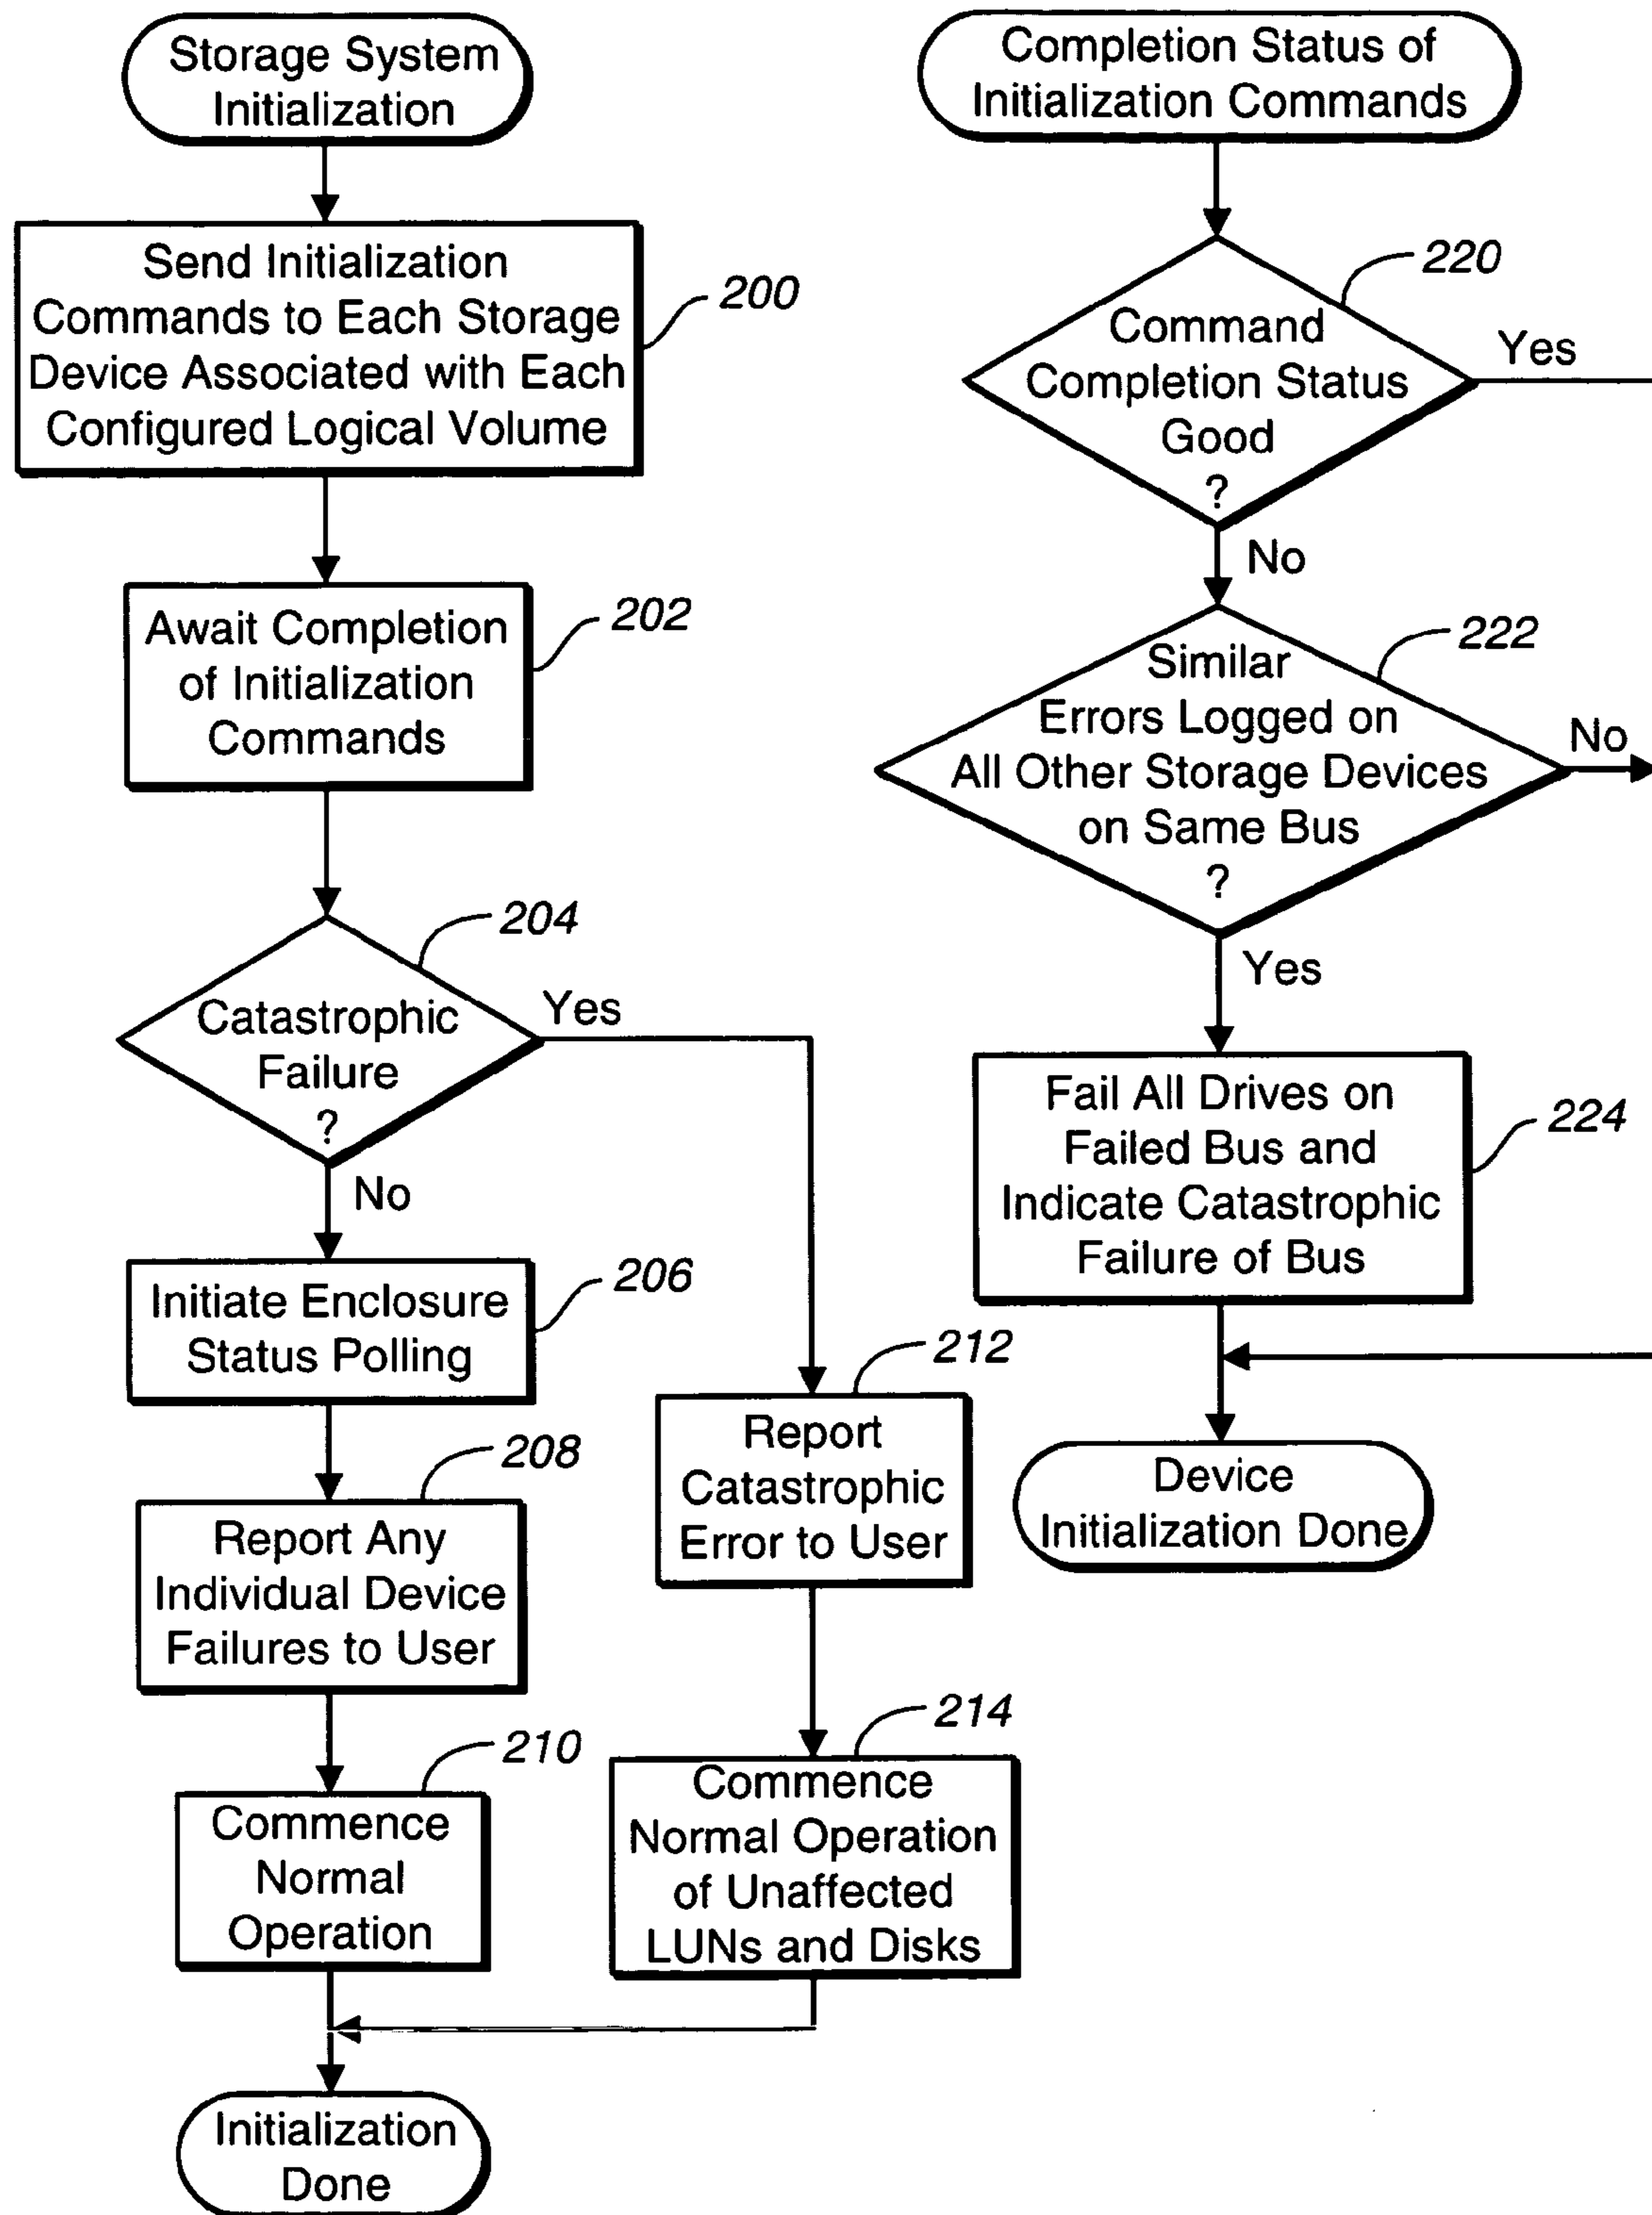 Storage System
Initialization
Send Initialization
Commands to Each Storage
Device Associated with Each
Configured Logical Volume
200
Await Completion
of Initialization
Commands
202
204
Catastrophic
Failure
?
Yes
No
Initiate Enclosure
Status Polling
206
208
Report Any
Individual Device
Failures to User
210
Commence
Normal
Operation
212
Report
Catastrophic
Error to User
214
Commence
Normal Operation
of Unaffected
LUNs and Disks
Initialization
Done
Completion Status of
Initialization Commands
220
Command
Completion Status
Good
?
Yes
No
222
Similar
Errors Logged on
All Other Storage Devices
on Same Bus
?
No
Yes
Fail All Drives on
Failed Bus and
Indicate Catastrophic
Failure of Bus
224
Device
Initialization Done